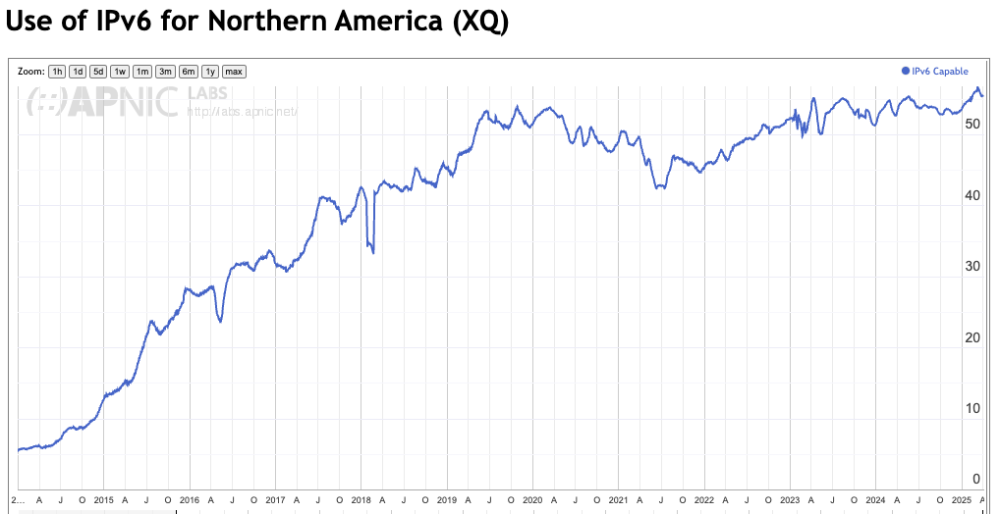 Use of IPv6 for Northern America (XQ)
Zoom: 1h 1d 5d 1w 1m 3m 6m 1y max
IPv6 Capable
(::)APNIC LABS
http://labs.apnic.net/
50
40
30
20
10
0
2... A J O 2015 A J O 2016 A J O 2017 A J O 2018 A J O 2019 A J O 2020 A J O 2021 A J O 2022 A J O 2023 A J O 2024 A J O 2025 A